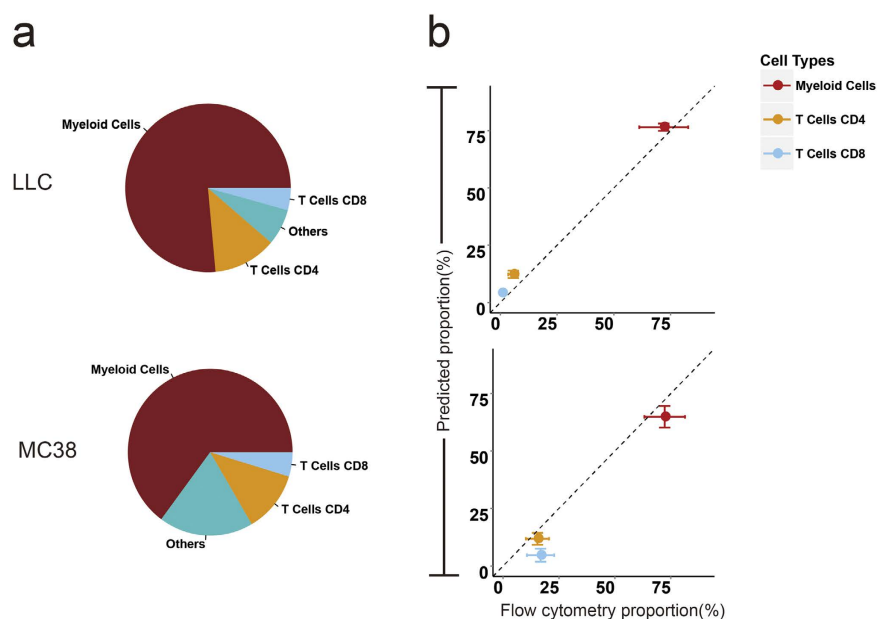 a
LLC
Myeloid Cells
T Cells CD8
Others
T Cells CD4
MC38
Myeloid Cells
T Cells CD8
T Cells CD4
Others
b
Predicted proportion(%)
75
50
25
0
0 25 50 75
75
50
25
0
0 25 50 75
Flow cytometry proportion(%)
Cell Types
Myeloid Cells
T Cells CD4
T Cells CD8